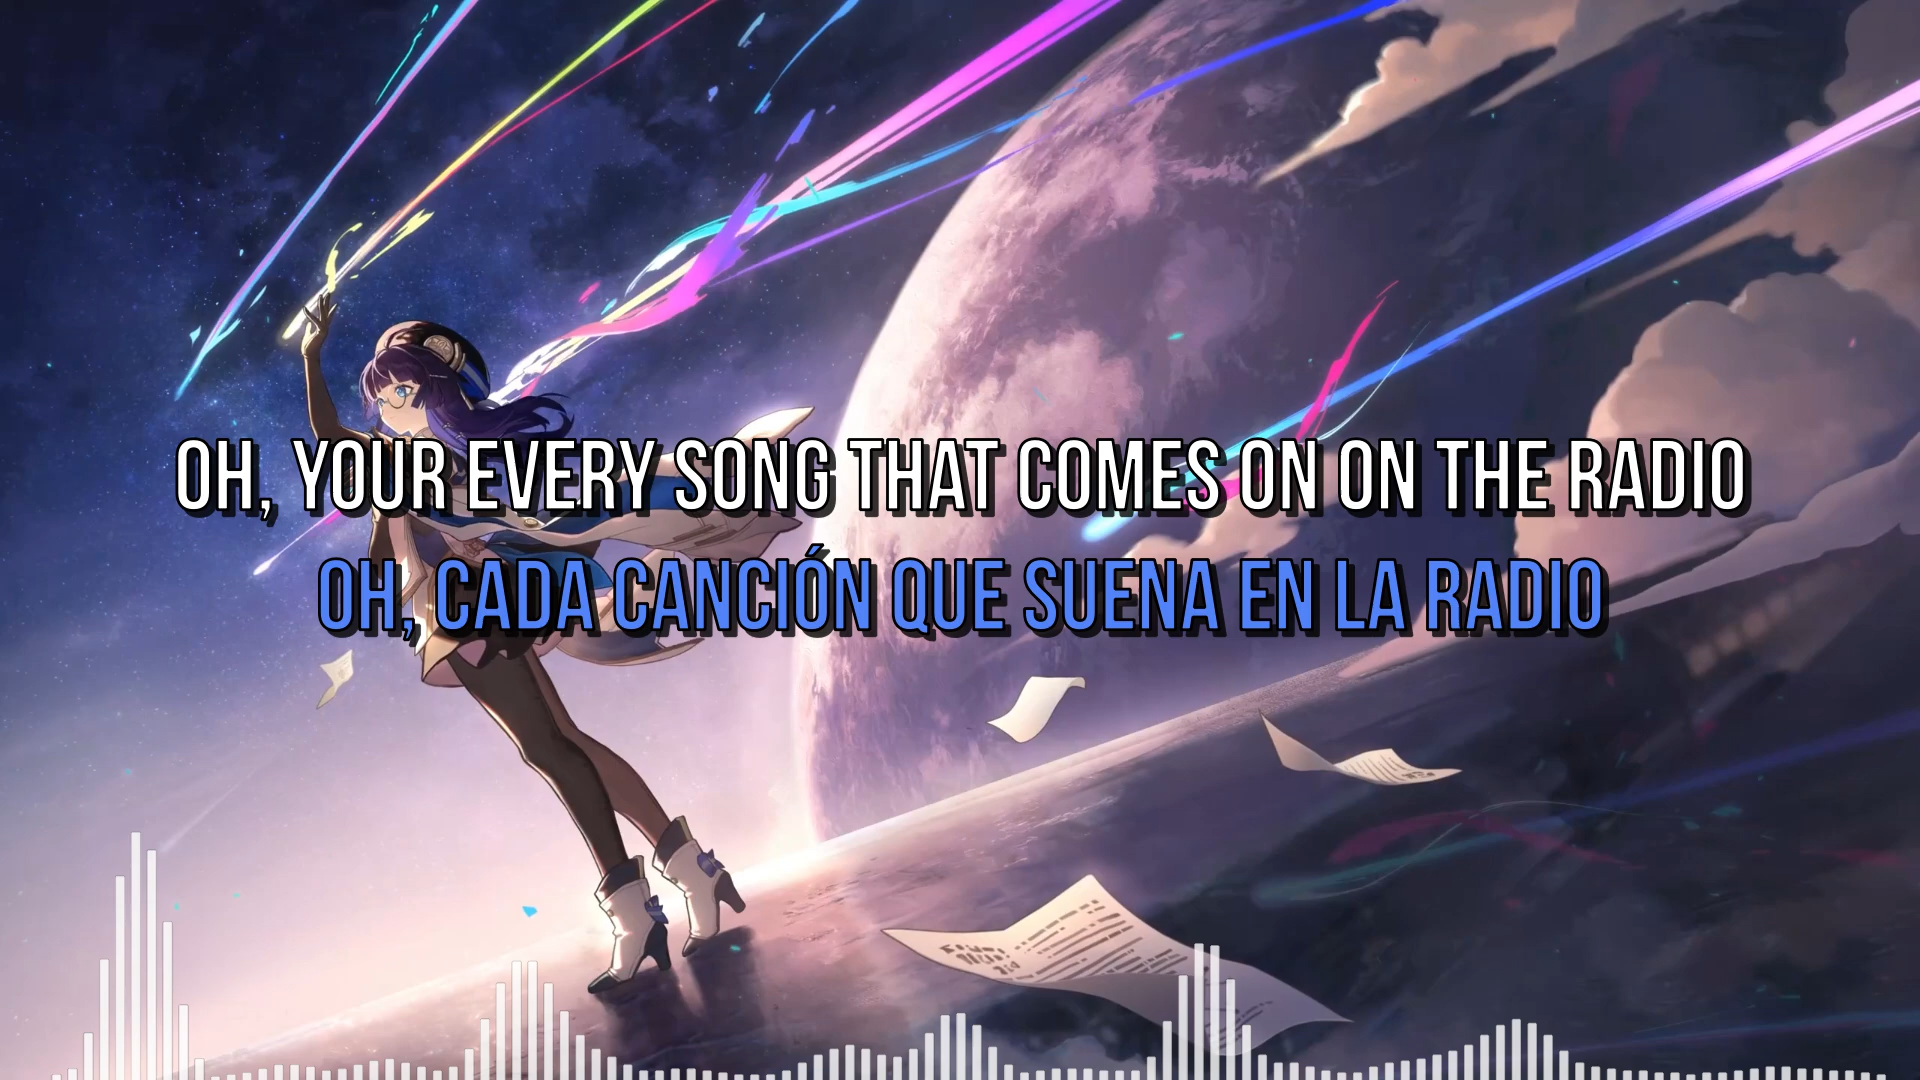 OH, YOUR EVERY SONG THAT COMES ON ON THE RADIO
OH, CADA CANCIÓN QUE SUENA EN LA RADIO